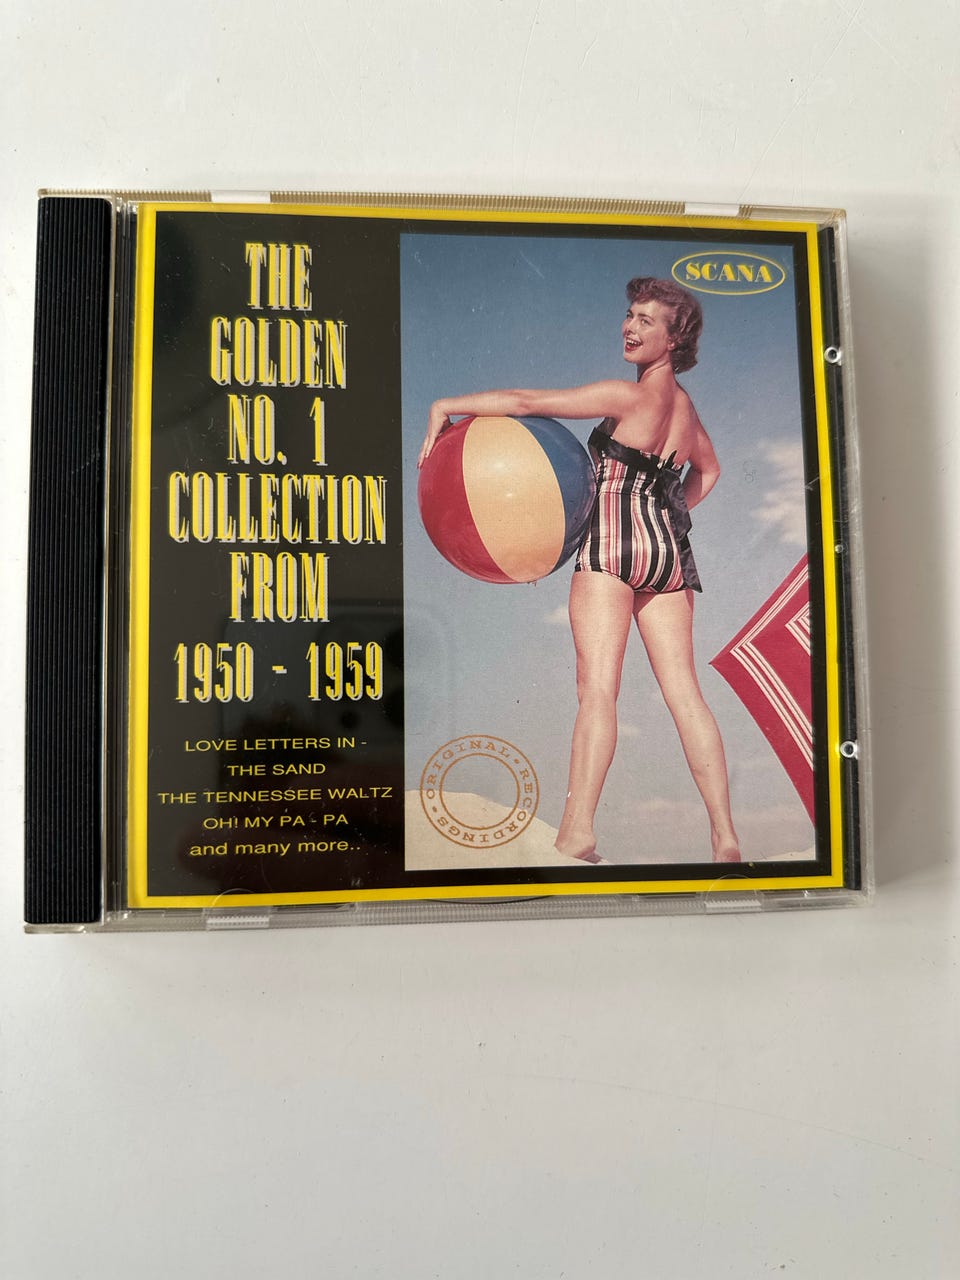 THE
GOLDEN
NO. 1
COLLECTION
FROM
1950 - 1959
LOVE LETTERS IN -
THE SAND
THE TENNESSEE WALTZ
OH! MY PA - PA
and many more..
SCANA
ORIGINAL • RECORDINGS •